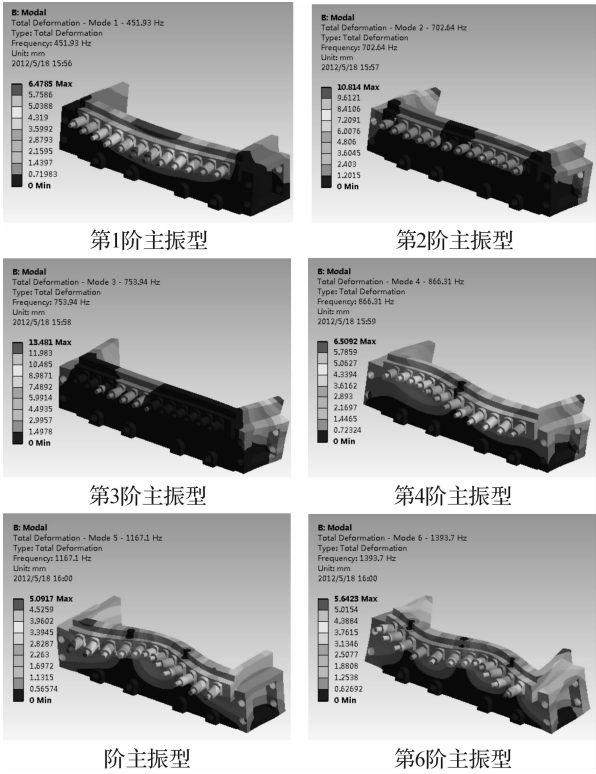 B: Modal
Total Deformation - Mode 1 - 451.93 Hz
Type: Total Deformation
Frequency: 451.93 Hz
Unit: mm
2012/5/18 15:56
6.4785 Max
5.7586
5.0388
4.319
3.5992
2.8793
2.1595
1.4397
0.71983
0 Min
第1阶主振型
B: Modal
Total Deformation - Mode 2 - 702.64 Hz
Type: Total Deformation
Frequency: 702.64 Hz
Unit: mm
2012/5/18 15:57
10.814 Max
9.6121
8.4106
7.2091
6.0076
4.806
3.6045
2.403
1.2015
0 Min
第2阶主振型
B: Modal
Total Deformation - Mode 3 - 753.94 Hz
Type: Total Deformation
Frequency: 753.94 Hz
Unit: mm
2012/5/18 15:58
13.481 Max
11.983
10.485
8.9871
7.4892
5.9914
4.4935
2.9957
1.4978
0 Min
第3阶主振型
B: Modal
Total Deformation - Mode 4 - 866.31 Hz
Type: Total Deformation
Frequency: 866.31 Hz
Unit: mm
2012/5/18 15:59
6.5092 Max
5.7859
5.0627
4.3394
3.6162
2.893
2.1697
1.4465
0.72324
0 Min
第4阶主振型
B: Modal
Total Deformation - Mode 5 - 1167.1 Hz
Type: Total Deformation
Frequency: 1167.1 Hz
Unit: mm
2012/5/18 16:00
5.0917 Max
4.5259
3.9602
3.3945
2.8287
2.263
1.6972
1.1315
0.56574
0 Min
阶主振型
B: Modal
Total Deformation - Mode 6 - 1393.7 Hz
Type: Total Deformation
Frequency: 1393.7 Hz
Unit: mm
2012/5/18 16:00
5.6423 Max
5.0154
4.3884
3.7615
3.1346
2.5077
1.8808
1.2538
0.62692
0 Min
第6阶主振型